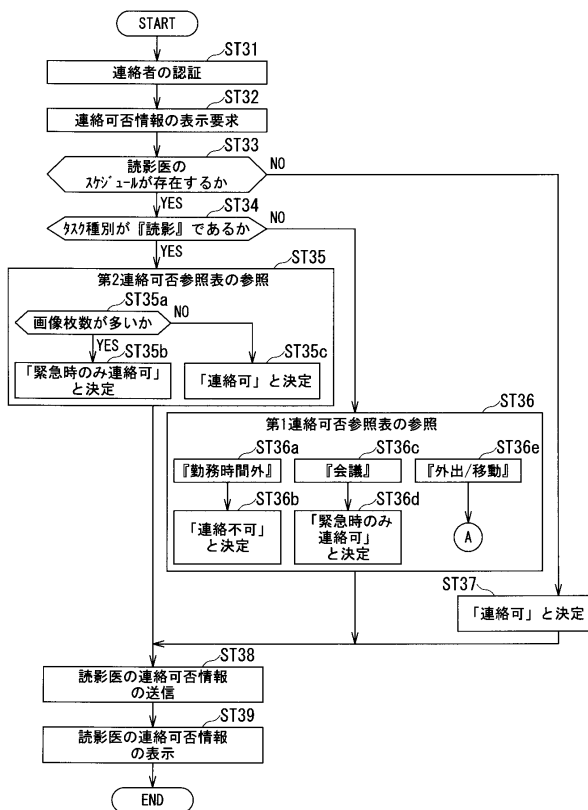 START
ST31
連絡者の認証
ST32
連絡可否情報の表示要求
ST33
読影医の
スケジュールが存在するか
NO
YES
ST34
タスク種別が『読影』であるか
NO
YES
ST35
第2連絡可否参照表の参照
ST35a
画像枚数が多いか
NO
YES
ST35b
「緊急時のみ連絡可」
と決定
ST35c
「連絡可」と決定
ST36
第1連絡可否参照表の参照
ST36a
『勤務時間外』
ST36c
『会議』
ST36e
『外出/移動』
ST36b
「連絡不可」
と決定
ST36d
「緊急時のみ
連絡可」
と決定
A
ST37
「連絡可」と決定
ST38
読影医の連絡可否情報
の送信
ST39
読影医の連絡可否情報
の表示
END